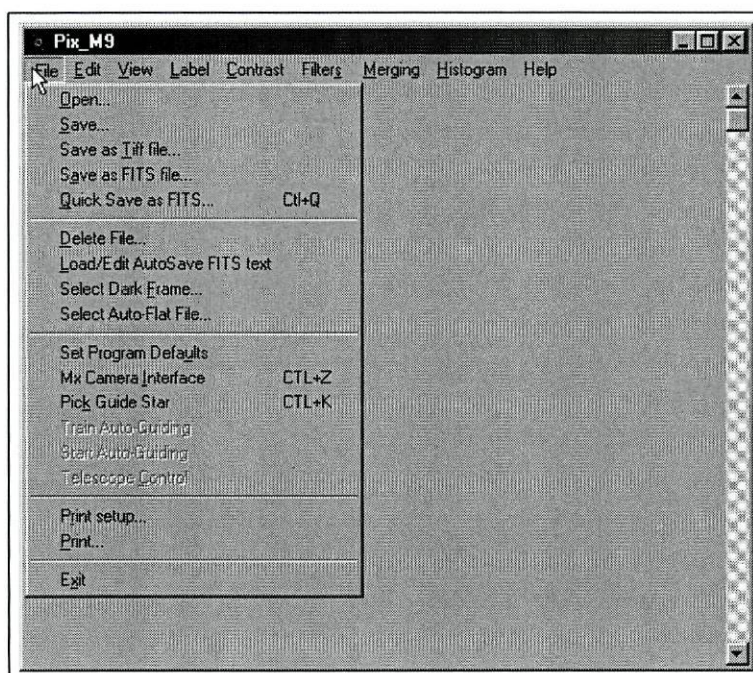 Pix_M9
File Edit View Label Contrast Filters Merging Histogram Help
Open...
Save...
Save as Tiff file...
Save as FITS file...
Quick Save as FITS... Ctl+Q
Delete File...
Load/Edit AutoSave FITS text
Select Dark Frame...
Select Auto-Flat File...
Set Program Defaults
Mx Camera Interface CTL+Z
Pick Guide Star CTL+K
Train Auto-Guiding
Start Auto-Guiding
Telescope Control
Print setup...
Print...
Exit